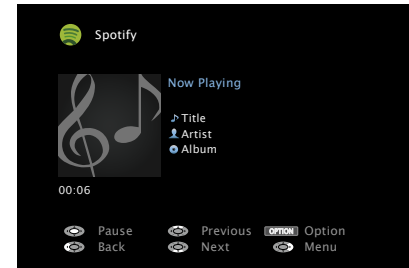 Spotify
Now Playing
Title
Artist
Album
00:06
Pause Previous OPTION Option
Back Next Menu